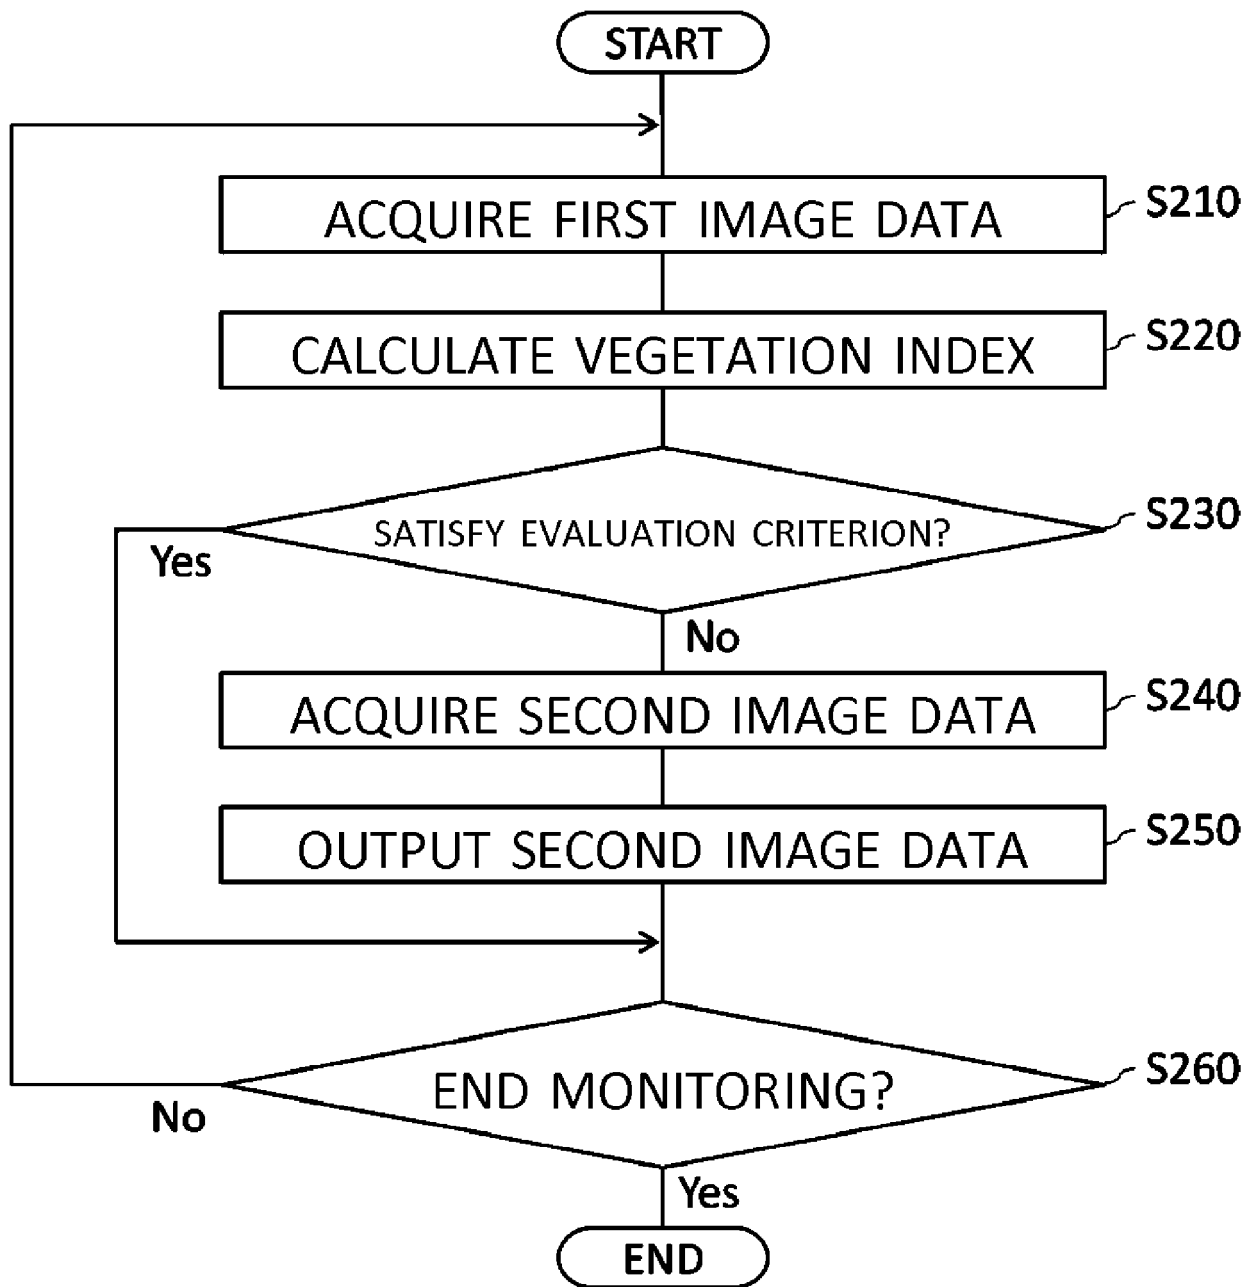 START
ACQUIRE FIRST IMAGE DATA
S210
CALCULATE VEGETATION INDEX
S220
SATISFY EVALUATION CRITERION?
S230
Yes
No
ACQUIRE SECOND IMAGE DATA
S240
OUTPUT SECOND IMAGE DATA
S250
END MONITORING?
S260
No
Yes
END